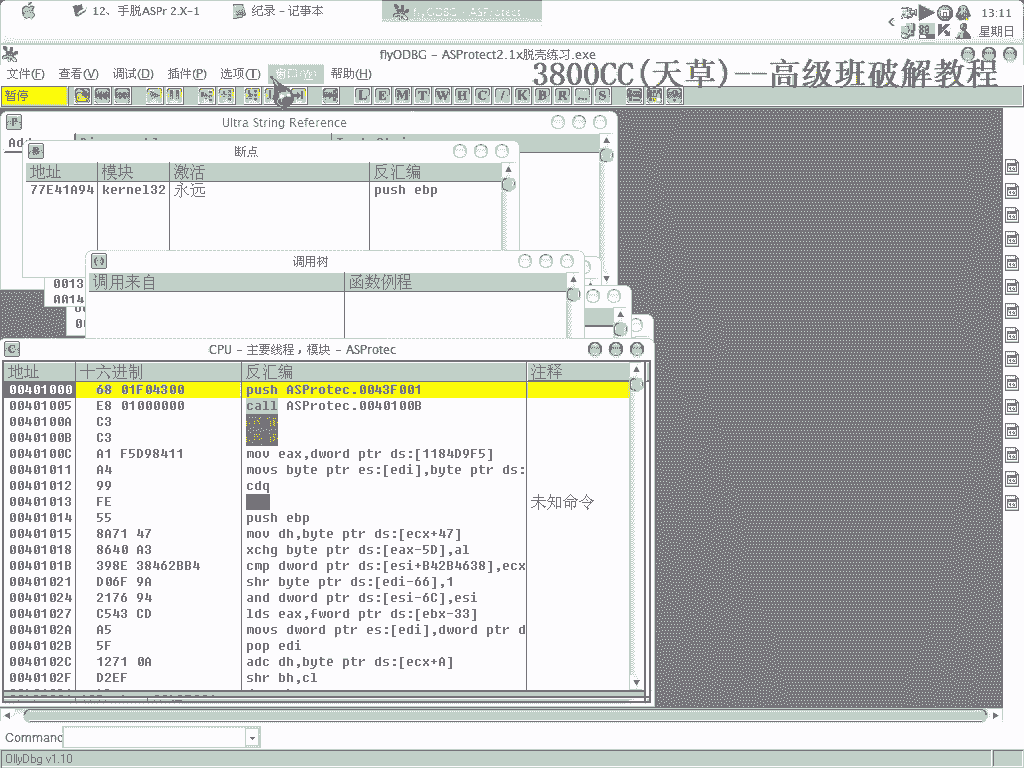 12、手脱ASPr 2.X-1
纪录 - 记事本
flyODBG - ASProtect
13:11
星期日
flyODBG - ASProtect2.1x脱壳练习.exe
文件(F) 查看(V) 调试(D) 插件(P) 选项(T) 窗口(W) 帮助(H)
3800CC(天草)--高级班破解教程
暂停
L E M T W H C / K B R ... S
Ultra String Reference
断点
地址 模块 激活 反汇编
77E41A94 kernel32 永远 push ebp
调用树
0013
AA14
调用来自 函数例程
CPU - 主要线程, 模块 - ASProtec
地址 十六进制 反汇编 注释
00401000 68 01F04300 push ASProtec.0043F001
00401005 E8 01000000 call ASProtec.0040100B
0040100A C3
0040100B C3
0040100C A1 F5D98411 mov eax,dword ptr ds:[1184D9F5]
00401011 A4 movs byte ptr es:[edi],byte ptr ds:
00401012 99 cdq
00401013 FE 未知命令
00401014 55 push ebp
00401015 8A71 47 mov dh,byte ptr ds:[ecx+47]
00401018 8640 A3 xchg byte ptr ds:[eax-5D],al
0040101B 398E 38462BB4 cmp dword ptr ds:[esi+B42B4638],ecx
00401021 D06F 9A shr byte ptr ds:[edi-66],1
00401024 2176 94 and dword ptr ds:[esi-6C],esi
00401027 C543 CD lds eax,fword ptr ds:[ebx-33]
0040102A A5 movs dword ptr es:[edi],dword ptr d
0040102B 5F pop edi
0040102C 1271 0A adc dh,byte ptr ds:[ecx+A]
0040102F D2EF shr bh,cl
Command
OllyDbg v1.10